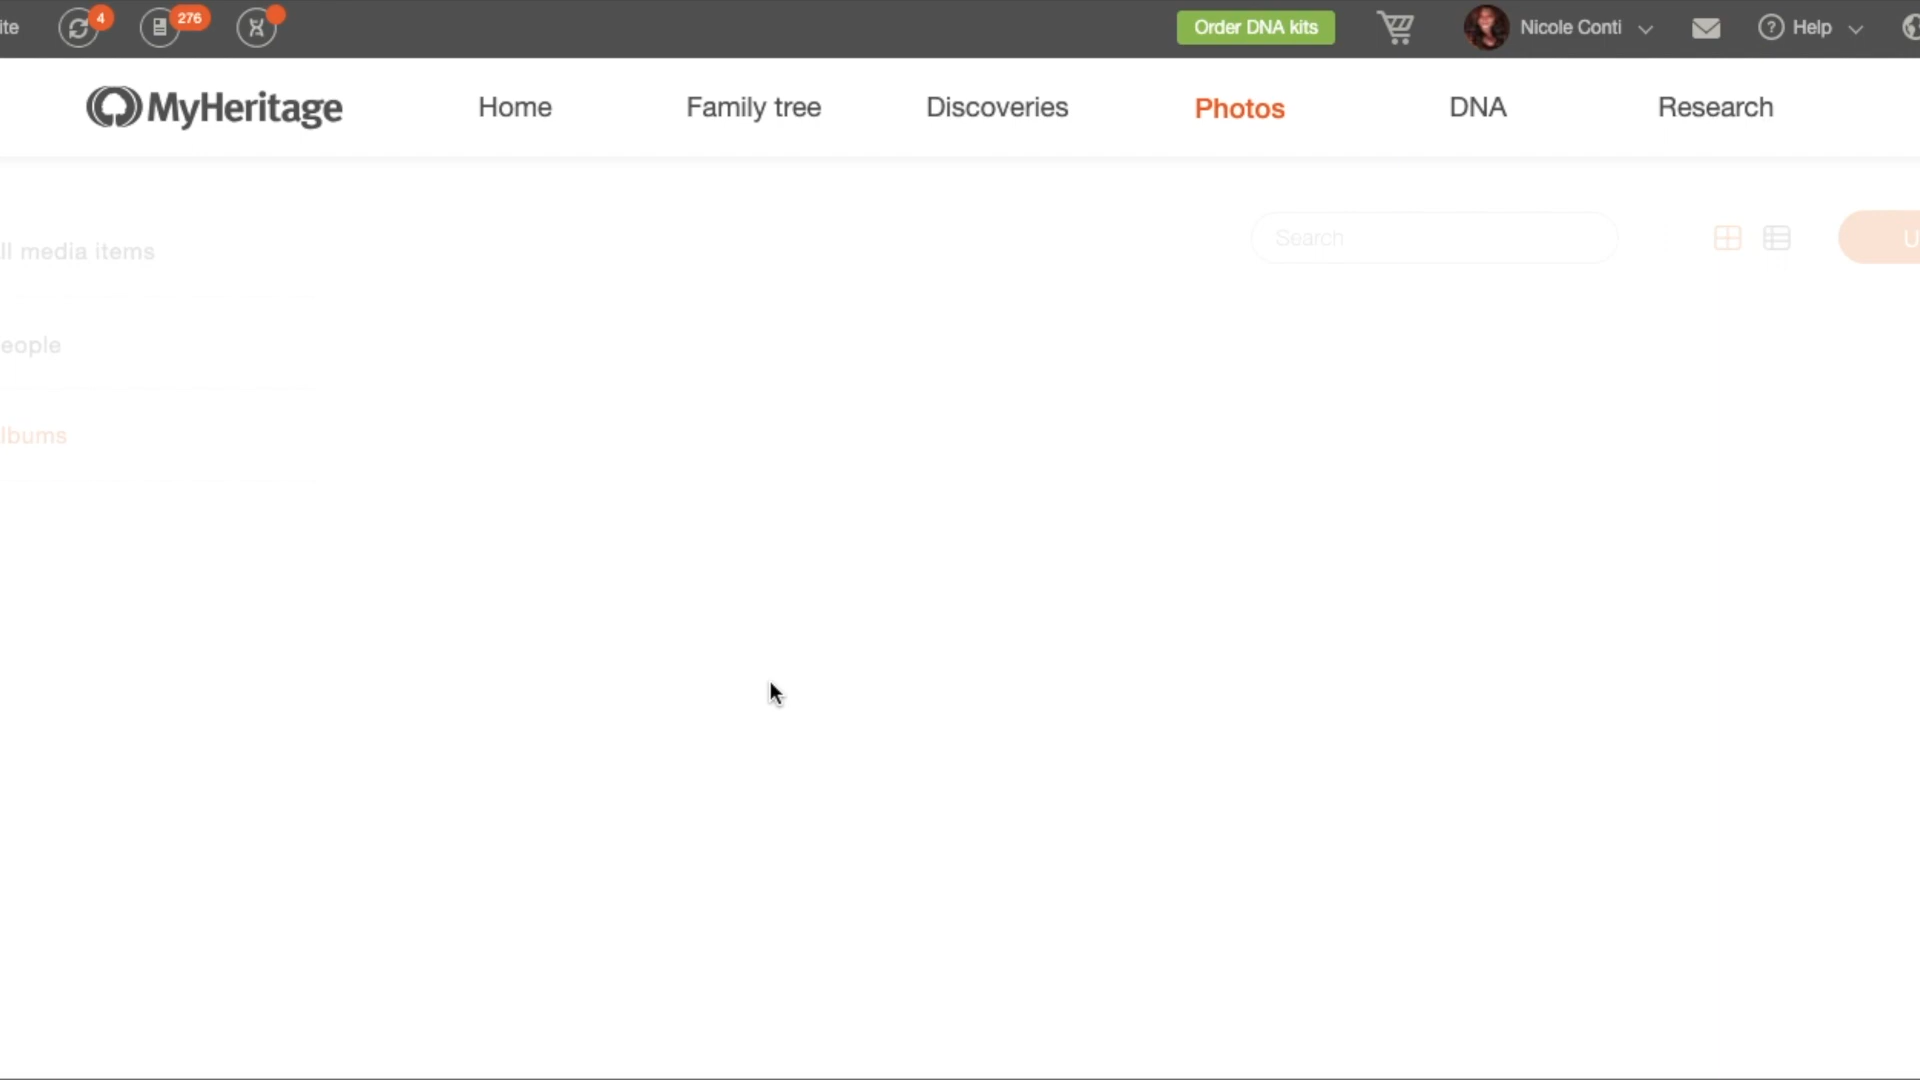 ite 4 276 Order DNA kits Nicole Conti Help
MyHeritage Home Family tree Discoveries Photos DNA Research
Search U
ll media items
eople
lbums